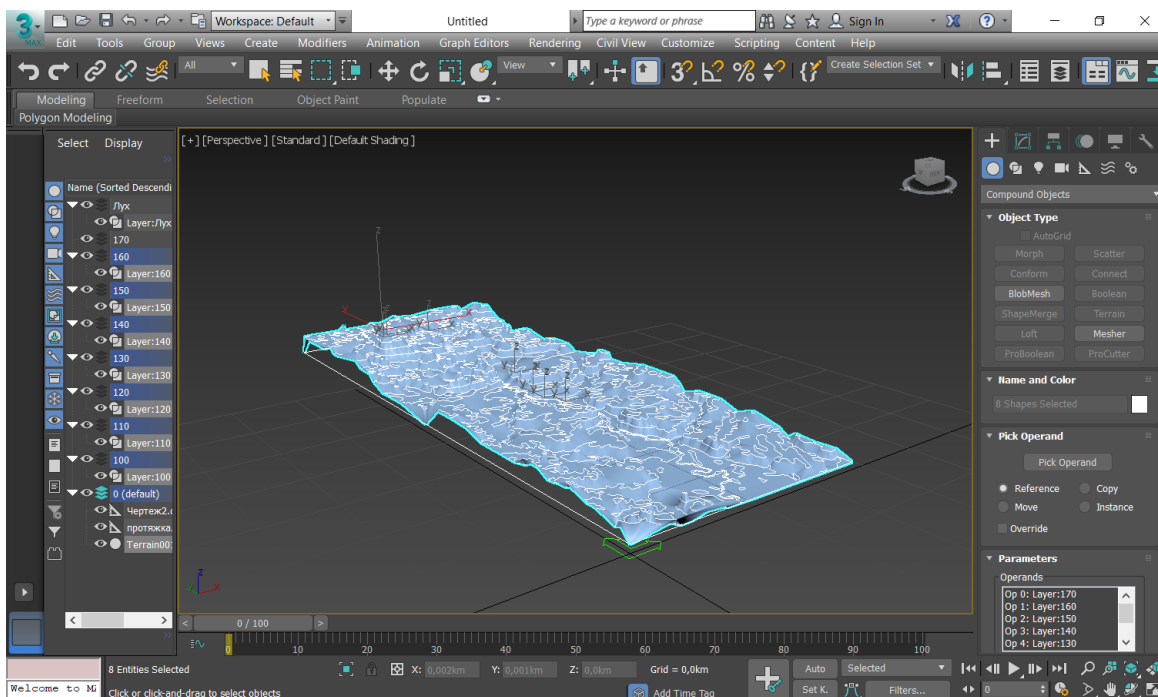 3 MAX
Workspace: Default
Untitled
Type a keyword or phrase
Sign In
Edit Tools Group Views Create Modifiers Animation Graph Editors Rendering Civil View Customize Scripting Content Help
All
View
Create Selection Set
Modeling Freeform Selection Object Paint Populate
Polygon Modeling
Select Display
[+] [Perspective ] [Standard ] [Default Shading ]
Name (Sorted Descendi
Лух
Layer:Лух
170
160
Layer:160
150
Layer:150
140
Layer:140
130
Layer:130
120
Layer:120
110
Layer:110
100
Layer:100
0 (default)
Чертеж2.
протяжка.
Terrain00
Compound Objects
Object Type
AutoGrid
Morph Scatter
Conform Connect
BlobMesh Boolean
ShapeMerge Terrain
Loft Mesher
ProBoolean ProCutter
Name and Color
8 Shapes Selected
Pick Operand
Pick Operand
Reference Copy
Move Instance
Override
Parameters
Operands
Op 0: Layer:170
Op 1: Layer:160
Op 2: Layer:150
Op 3: Layer:140
Op 4: Layer:130
0 / 100
0 10 20 30 40 50 60 70 80 90 100
8 Entities Selected
X: 0,002km Y: 0,001km Z: 0,0km
Grid = 0,0km
Auto Selected
Welcome to M
Click or click-and-drag to select objects
Add Time Tag
Set K. Filters...
0